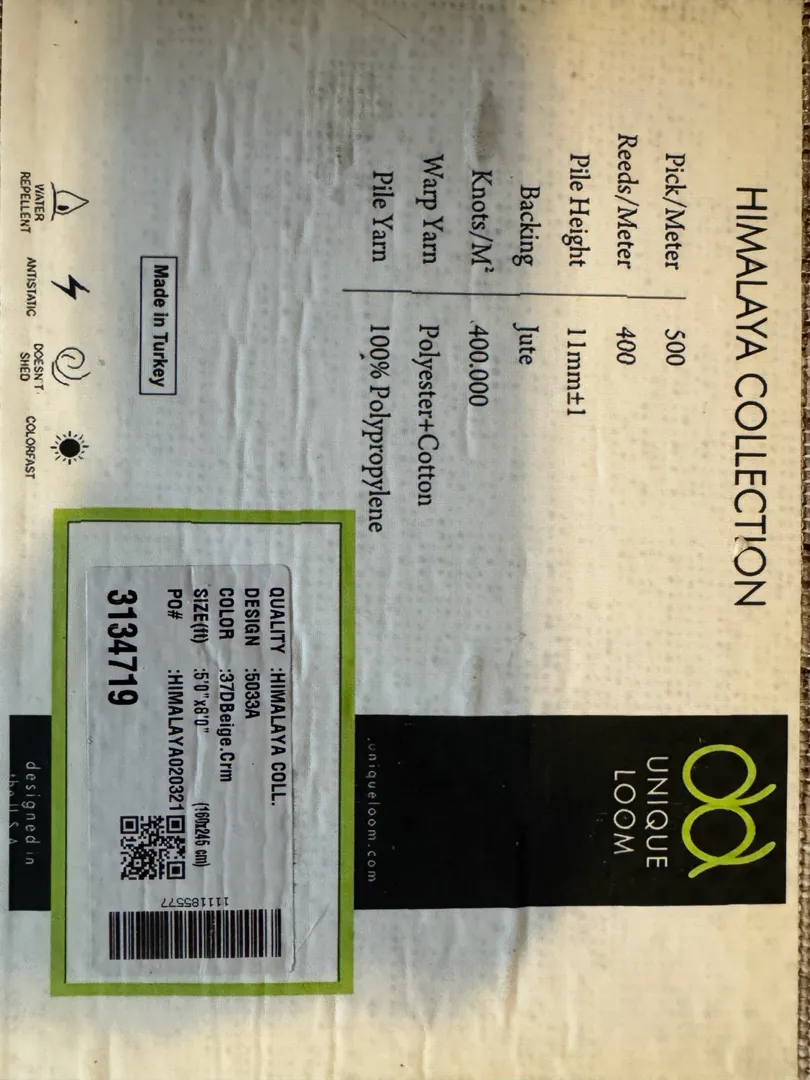 HIMALAYA COLLECTION
Pick/Meter 500
Reeds/Meter 400
Pile Height 11mm±1
Backing Jute
Knots/M² 400.000
Warp Yarn Polyester+Cotton
Pile Yarn 100% Polypropylene
Made in Turkey
WATER REPELLENT
ANTISTATIC
DOESN'T SHED
COLORFAST
UNIQUE
LOOM
.uniqueloom.com
QUALITY :HIMALAYA COLL.
DESIGN :5033A
COLOR :37DBeige.Crm
SIZE(ft) :5'0"x8'0" (160x245 cm)
PO# :HIMALAYA020321
3134719
111185577
designed in